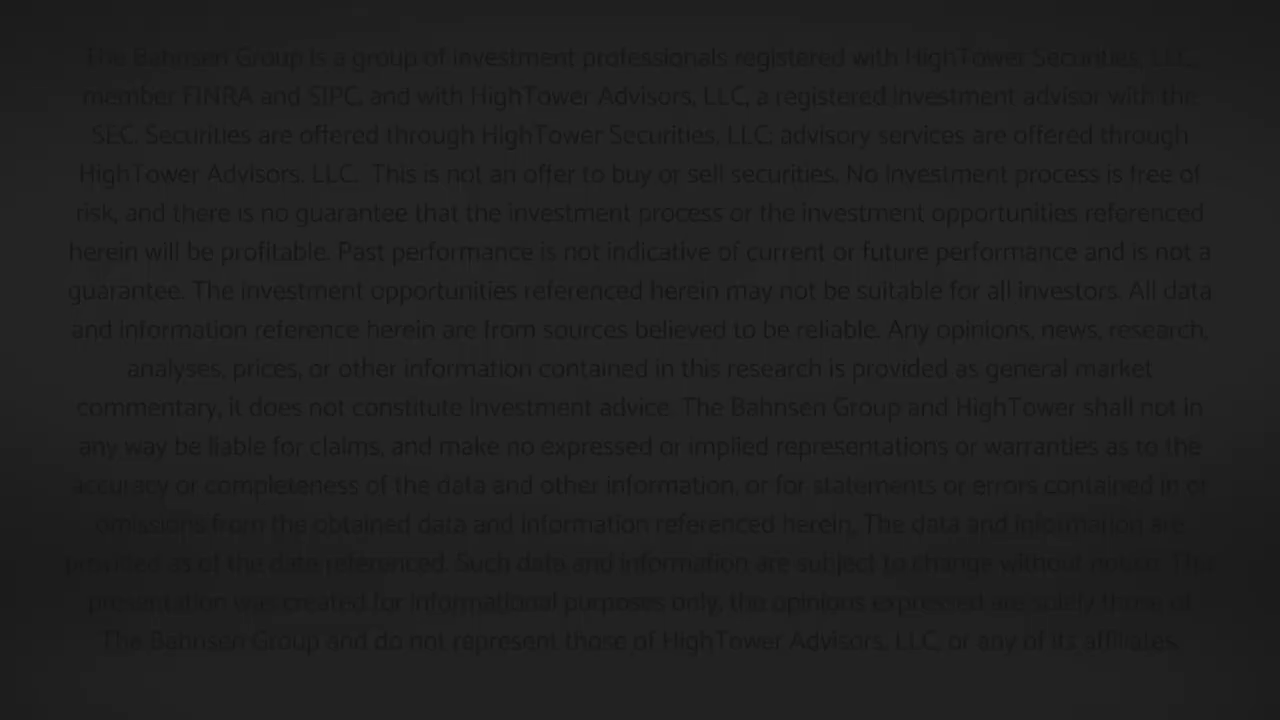 The Bahnsen Group is a group of investment professionals registered with HighTower Securities, LLC,
member FINRA and SIPC, and with HighTower Advisors, LLC, a registered investment advisor with the
SEC. Securities are offered through HighTower Securities, LLC; advisory services are offered through
HighTower Advisors, LLC.  This is not an offer to buy or sell securities. No investment process is free of
risk, and there is no guarantee that the investment process or the investment opportunities referenced
herein will be profitable. Past performance is not indicative of current or future performance and is not a
guarantee. The investment opportunities referenced herein may not be suitable for all investors. All data
and information reference herein are from sources believed to be reliable. Any opinions, news, research,
analyses, prices, or other information contained in this research is provided as general market
commentary, it does not constitute investment advice. The Bahnsen Group and HighTower shall not in
any way be liable for claims, and make no expressed or implied representations or warranties as to the
accuracy or completeness of the data and other information, or for statements or errors contained in or
omissions from the obtained data and information referenced herein. The data and information are
provided as of the date referenced. Such data and information are subject to change without notice. This
presentation was created for informational purposes only; the opinions expressed are solely those of
The Bahnsen Group and do not represent those of HighTower Advisors, LLC, or any of its affiliates.